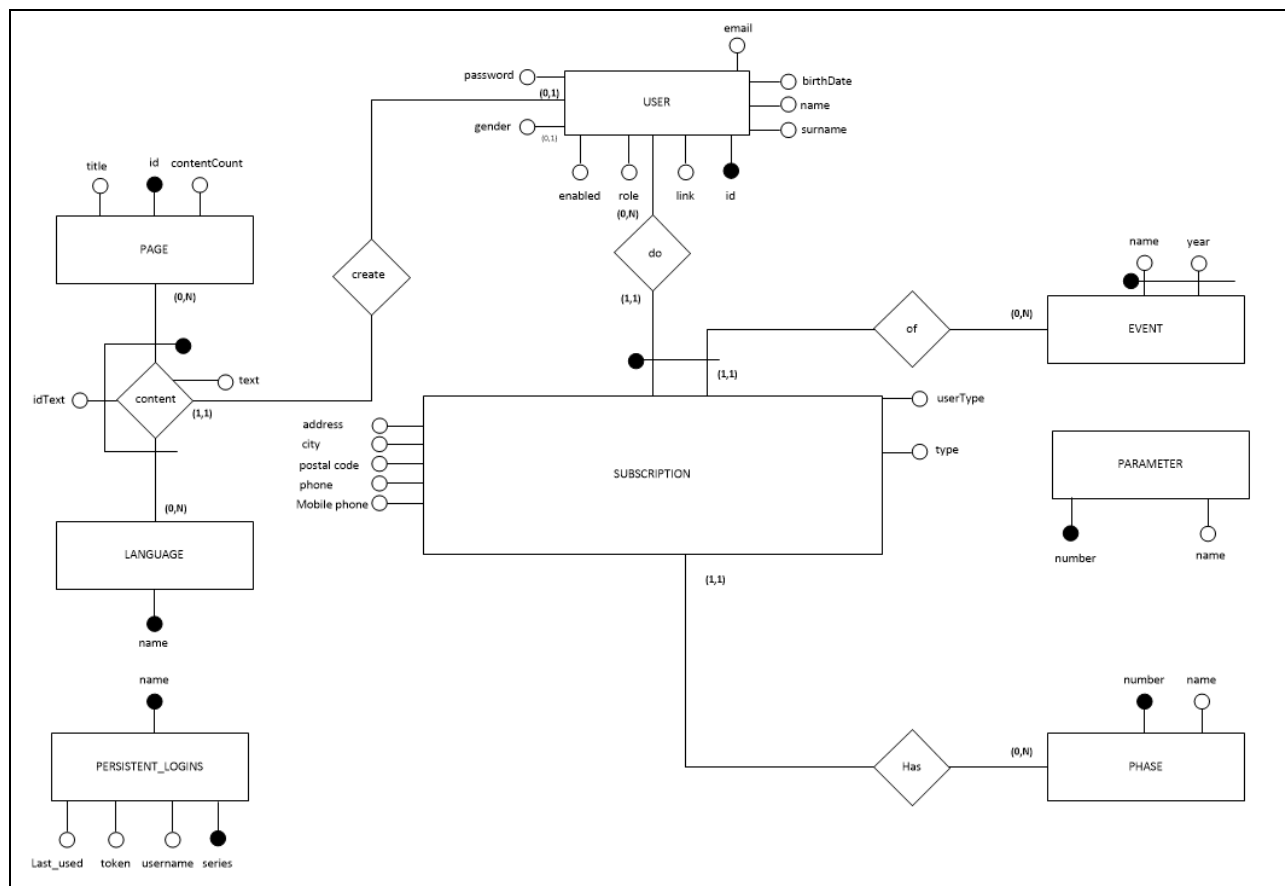 email
password
birthDate
(0,1)
USER
name
gender
(0,1)
surname
enabled
role
link
id
title
id
contentCount
PAGE
(0,N)
(0,N)
do
create
(1,1)
name
year
(0,N)
of
EVENT
(1,1)
text
idText
content
(1,1)
userType
address
city
postal code
phone
Mobile phone
SUBSCRIPTION
type
PARAMETER
number
name
(0,N)
LANGUAGE
name
(1,1)
name
PERSISTENT_LOGINS
Last_used
token
username
series
number
name
(0,N)
Has
PHASE